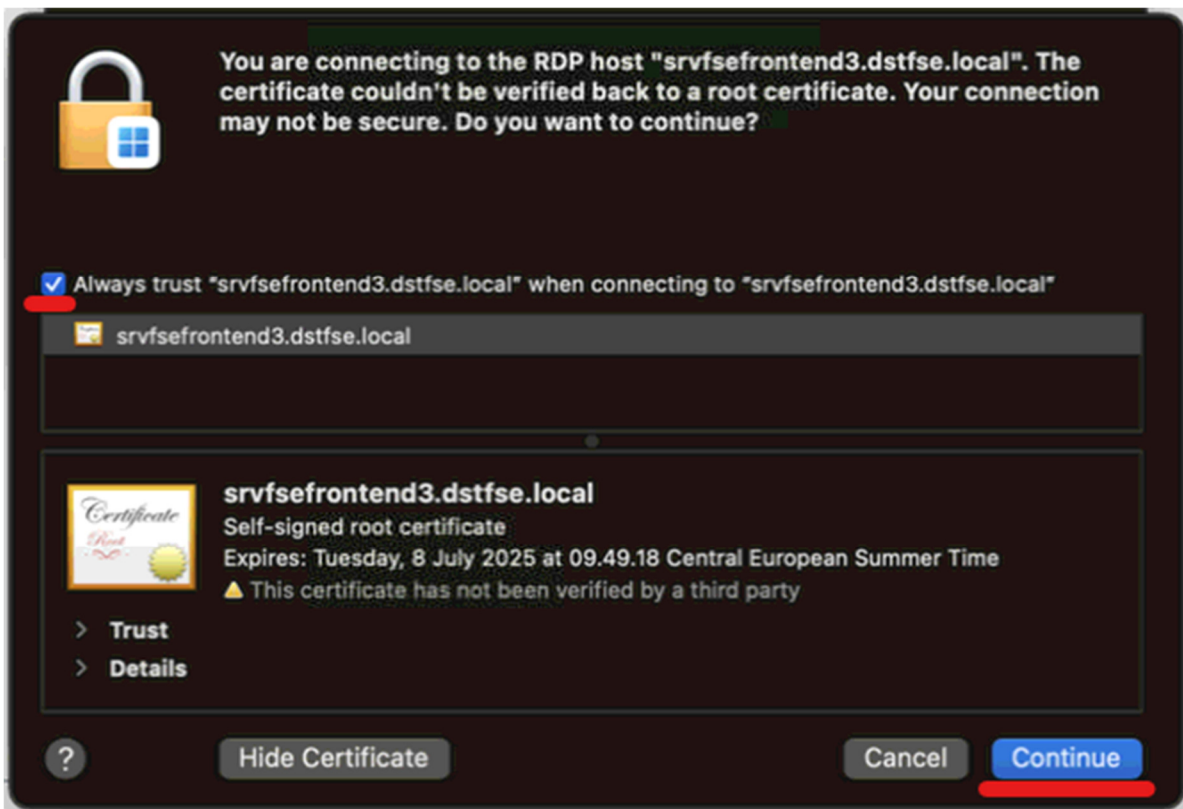 You are connecting to the RDP host "srvfsefrontend3.dstfse.local". The
certificate couldn't be verified back to a root certificate. Your connection
may not be secure. Do you want to continue?
Always trust "srvfsefrontend3.dstfse.local" when connecting to "srvfsefrontend3.dstfse.local"
srvfsefrontend3.dstfse.local
Certificate
Root
srvfsefrontend3.dstfse.local
Self-signed root certificate
Expires: Tuesday, 8 July 2025 at 09.49.18 Central European Summer Time
This certificate has not been verified by a third party
> Trust
> Details
?
Hide Certificate
Cancel
Continue